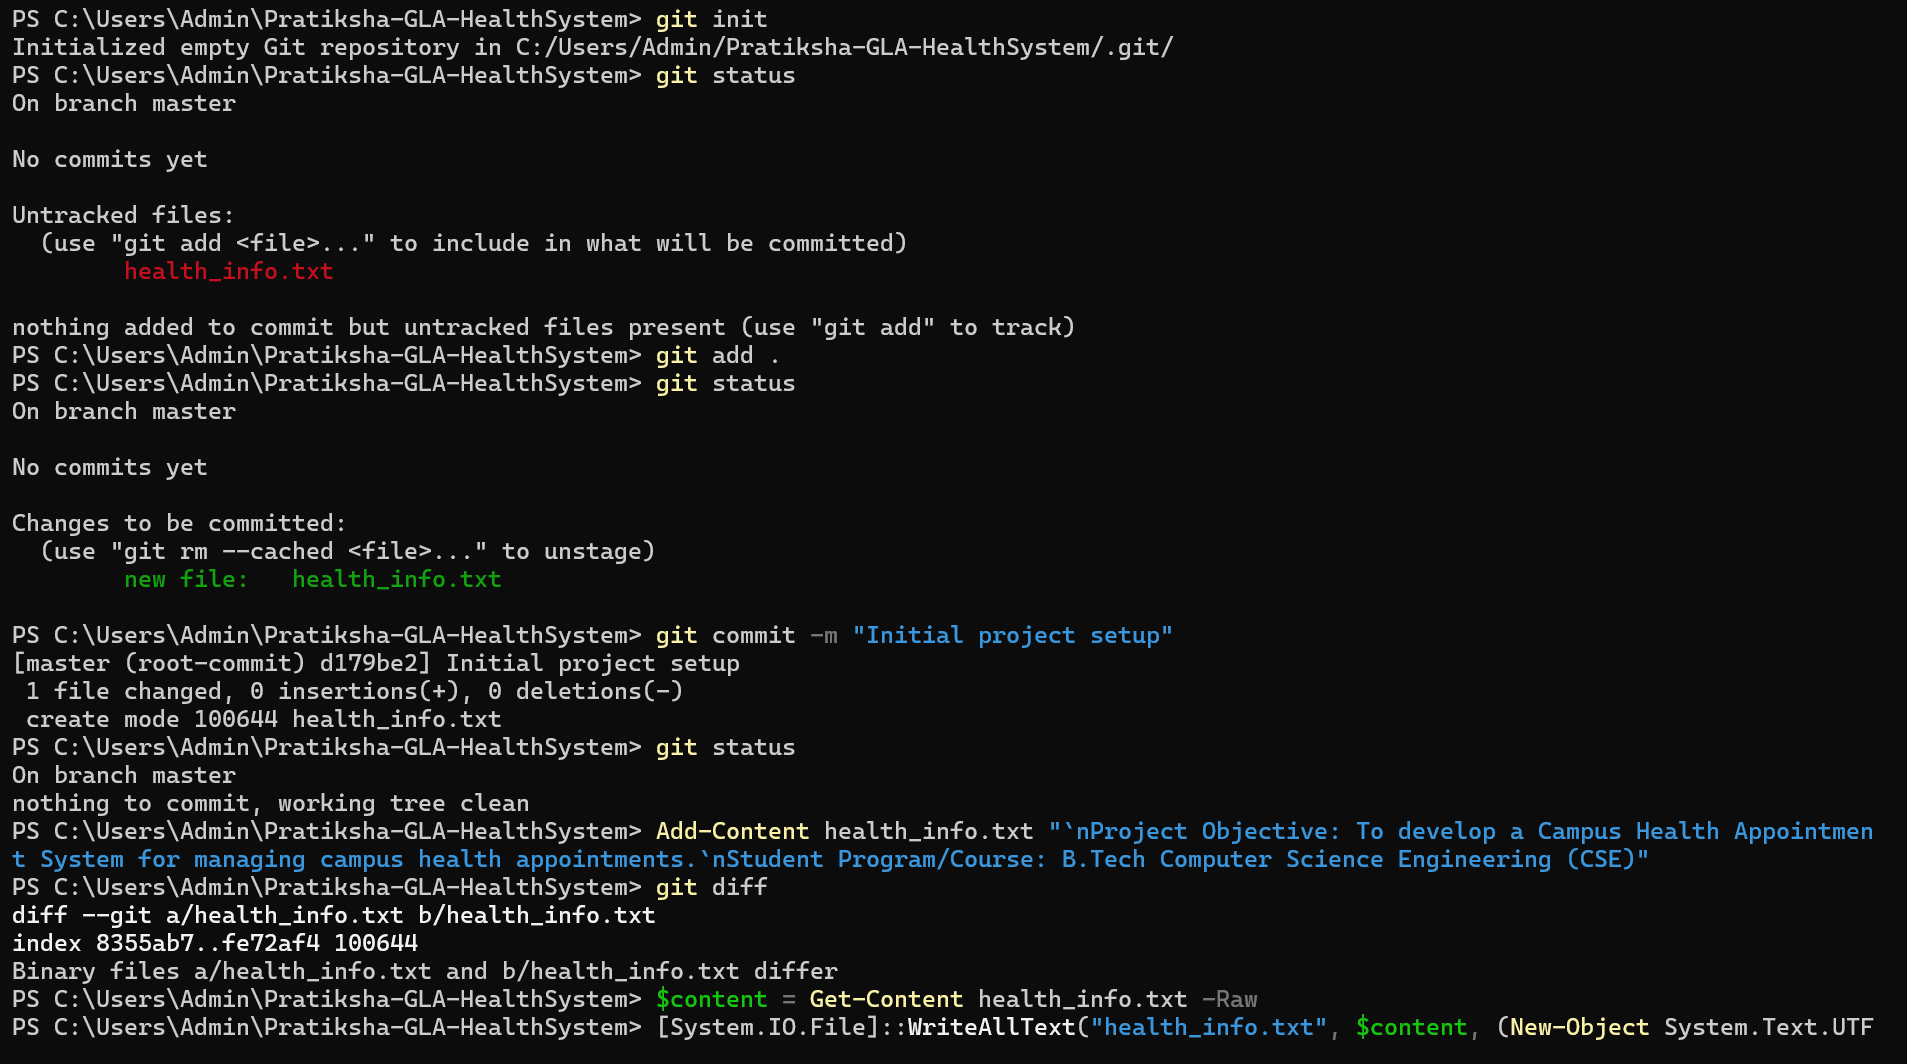 PS C:\Users\Admin\Pratiksha-GLA-HealthSystem> git init
Initialized empty Git repository in C:/Users/Admin/Pratiksha-GLA-HealthSystem/.git/
PS C:\Users\Admin\Pratiksha-GLA-HealthSystem> git status
On branch master

No commits yet

Untracked files:
  (use "git add <file>..." to include in what will be committed)
        health_info.txt

nothing added to commit but untracked files present (use "git add" to track)
PS C:\Users\Admin\Pratiksha-GLA-HealthSystem> git add .
PS C:\Users\Admin\Pratiksha-GLA-HealthSystem> git status
On branch master

No commits yet

Changes to be committed:
  (use "git rm --cached <file>..." to unstage)
        new file:   health_info.txt

PS C:\Users\Admin\Pratiksha-GLA-HealthSystem> git commit -m "Initial project setup"
[master (root-commit) d179be2] Initial project setup
 1 file changed, 0 insertions(+), 0 deletions(-)
 create mode 100644 health_info.txt
PS C:\Users\Admin\Pratiksha-GLA-HealthSystem> git status
On branch master
nothing to commit, working tree clean
PS C:\Users\Admin\Pratiksha-GLA-HealthSystem> Add-Content health_info.txt "`nProject Objective: To develop a Campus Health Appointmen
t System for managing campus health appointments.`nStudent Program/Course: B.Tech Computer Science Engineering (CSE)"
PS C:\Users\Admin\Pratiksha-GLA-HealthSystem> git diff
diff --git a/health_info.txt b/health_info.txt
index 8355ab7..fe72af4 100644
Binary files a/health_info.txt and b/health_info.txt differ
PS C:\Users\Admin\Pratiksha-GLA-HealthSystem> $content = Get-Content health_info.txt -Raw
PS C:\Users\Admin\Pratiksha-GLA-HealthSystem> [System.IO.File]::WriteAllText("health_info.txt", $content, (New-Object System.Text.UTF